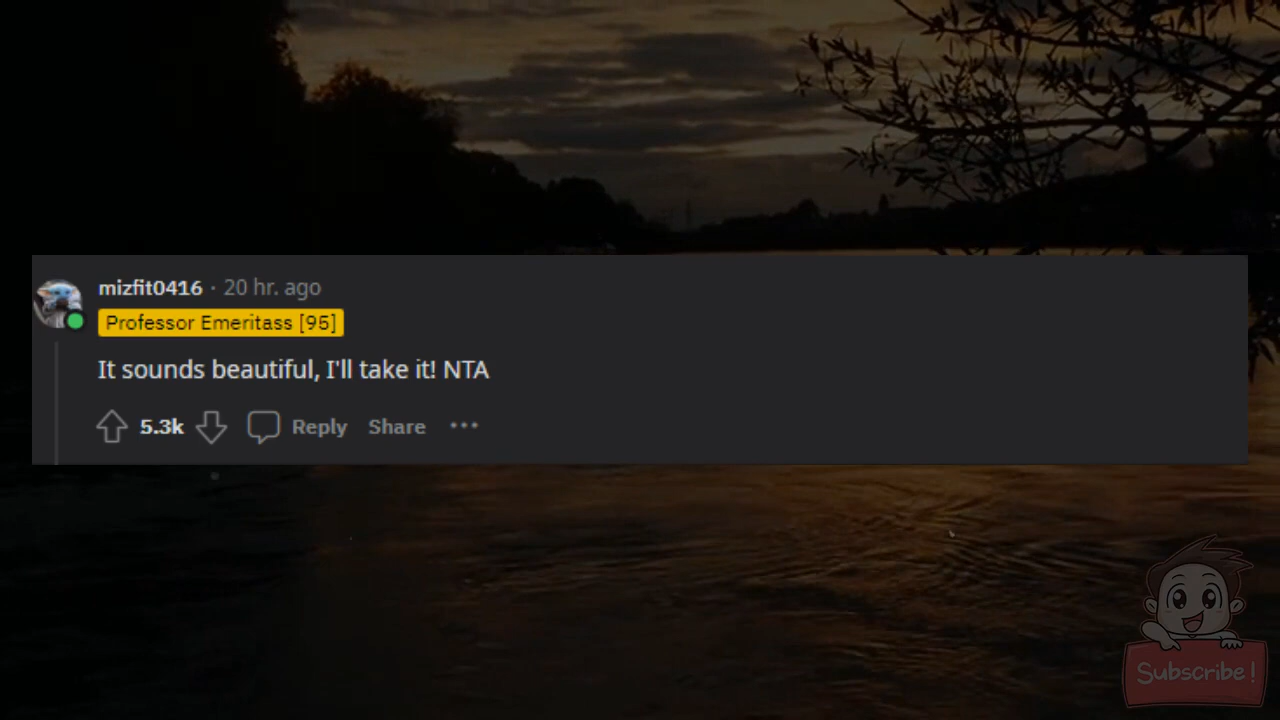 mizfit0416 · 20 hr. ago
Professor Emeritass [95]
It sounds beautiful, I'll take it! NTA
5.3k Reply Share ···
Subscribe!